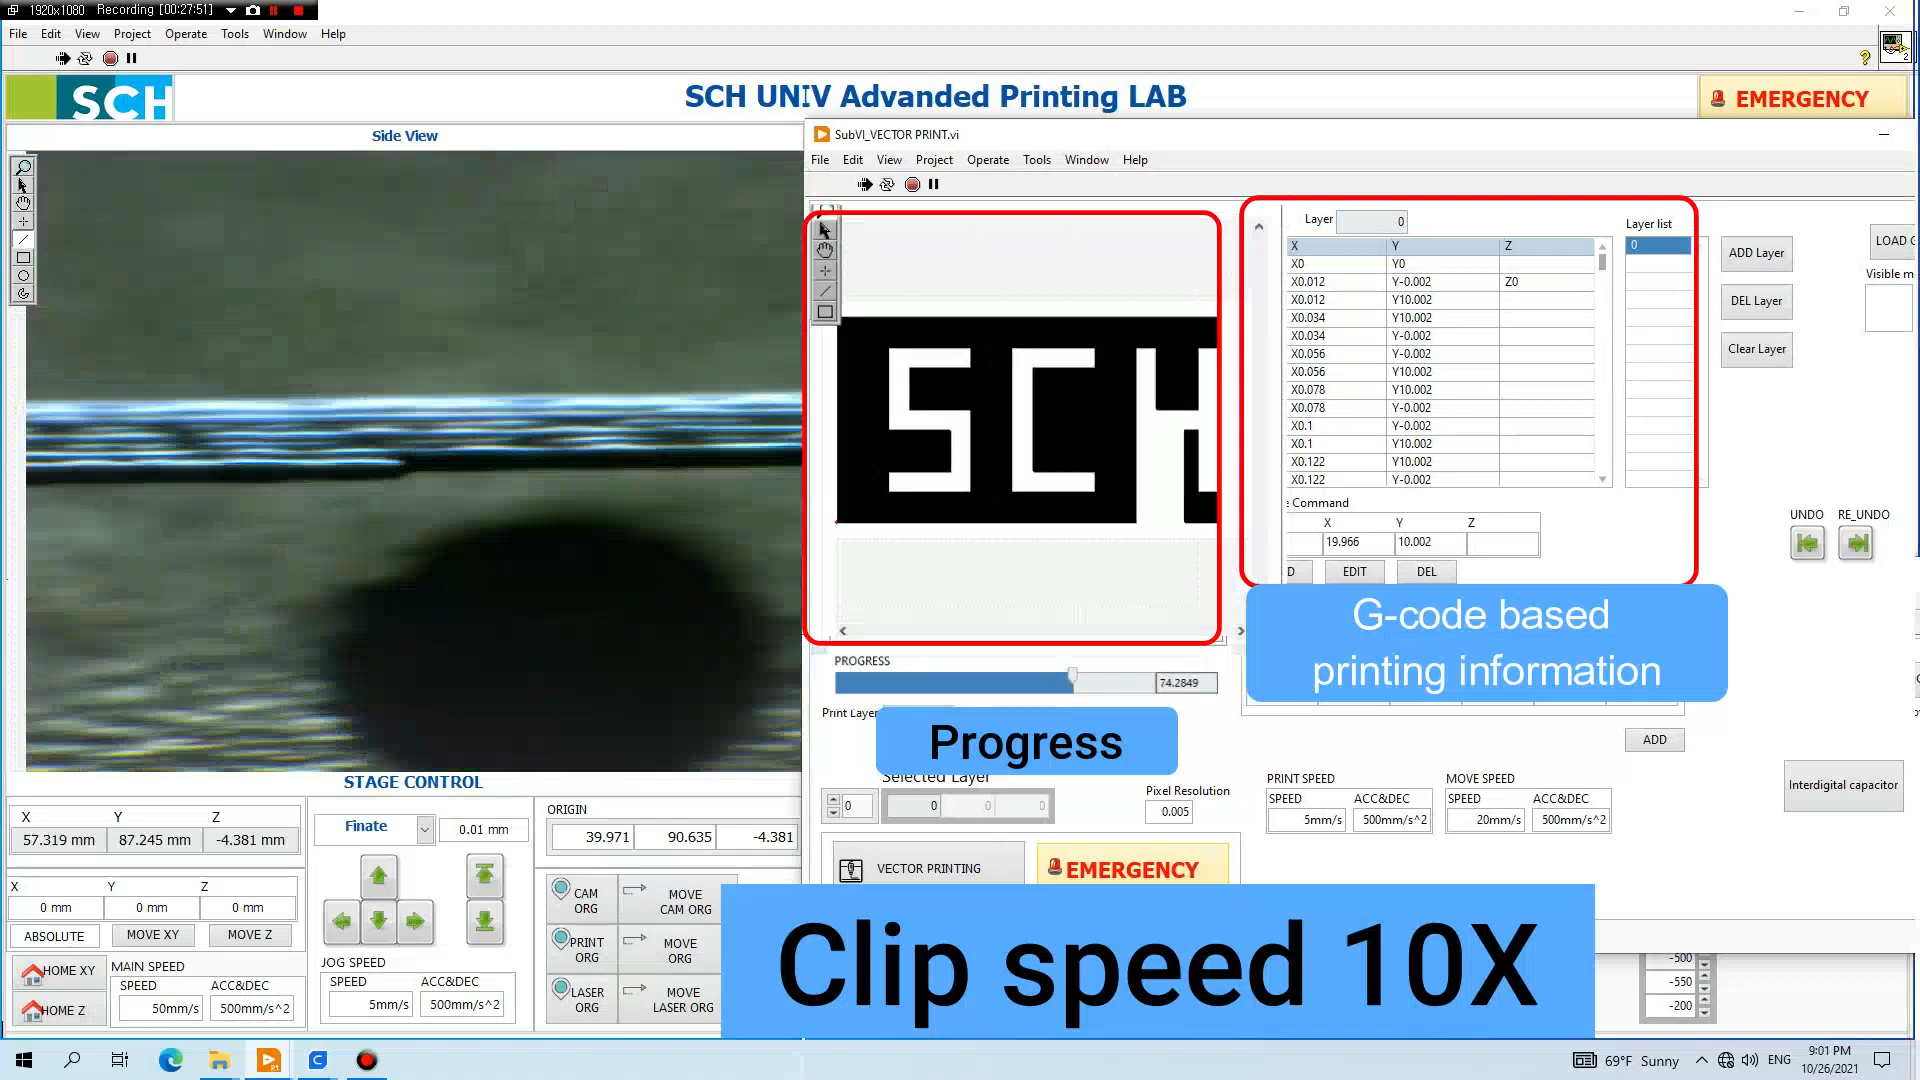 1920x1080 Recording [00:27:51]
File Edit View Project Operate Tools Window Help
SCH
SCH UNIV Advanded Printing LAB
EMERGENCY
Side View
SubVI_VECTOR PRINT.vi
File Edit View Project Operate Tools Window Help
Layer 0
Layer list
X Y Z
0
X0 Y0
X0.012 Y-0.002 Z0
X0.012 Y10.002
X0.034 Y10.002
X0.034 Y-0.002
X0.056 Y-0.002
X0.056 Y10.002
X0.078 Y10.002
X0.078 Y-0.002
X0.1 Y-0.002
X0.1 Y10.002
X0.122 Y10.002
X0.122 Y-0.002
ADD Layer
DEL Layer
Clear Layer
LOAD G
Visible m
SCH
Command
X Y Z
19.966 10.002
D EDIT DEL
UNDO RE_UNDO
G-code based
printing information
PROGRESS
74.2849
Print Layer
Progress
ADD
Selected Layer
0 0 0 0
Pixel Resolution
0.005
PRINT SPEED
SPEED ACC&DEC
5mm/s 500mm/s^2
MOVE SPEED
SPEED ACC&DEC
20mm/s 500mm/s^2
Interdigital capacitor
VECTOR PRINTING
EMERGENCY
Clip speed 10X
STAGE CONTROL
X Y Z
57.319 mm 87.245 mm -4.381 mm
Finate 0.01 mm
ORIGIN
39.971 90.635 -4.381
X Y Z
0 mm 0 mm 0 mm
ABSOLUTE MOVE XY MOVE Z
HOME XY
HOME Z
MAIN SPEED
SPEED ACC&DEC
50mm/s 500mm/s^2
JOG SPEED
SPEED ACC&DEC
5mm/s 500mm/s^2
CAM ORG
MOVE CAM ORG
PRINT ORG
MOVE ORG
LASER ORG
MOVE LASER ORG
-500
-550
-200
69°F Sunny
ENG
9:01 PM
10/26/2021